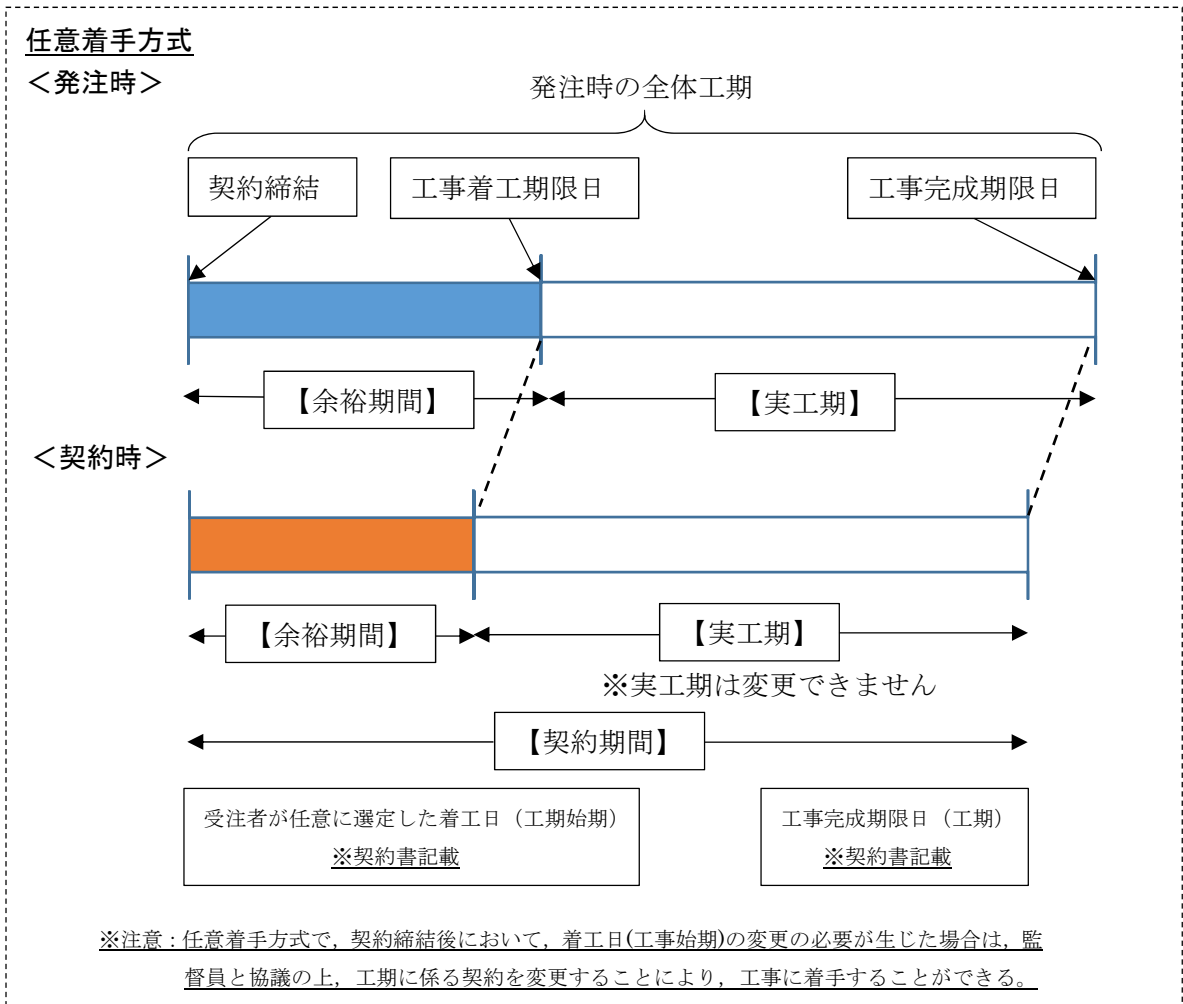 任意着手方式
＜発注時＞
発注時の全体工期
契約締結
工事着工期限日
工事完成期限日
【余裕期間】
【実工期】
＜契約時＞
【余裕期間】
【実工期】
※実工期は変更できません
【契約期間】
受注者が任意に選定した着工日（工期始期）
※契約書記載
工事完成期限日（工期）
※契約書記載
※注意：任意着手方式で，契約締結後において，着工日(工事始期)の変更の必要が生じた場合は，監
督員と協議の上，工期に係る契約を変更することにより，工事に着手することができる。